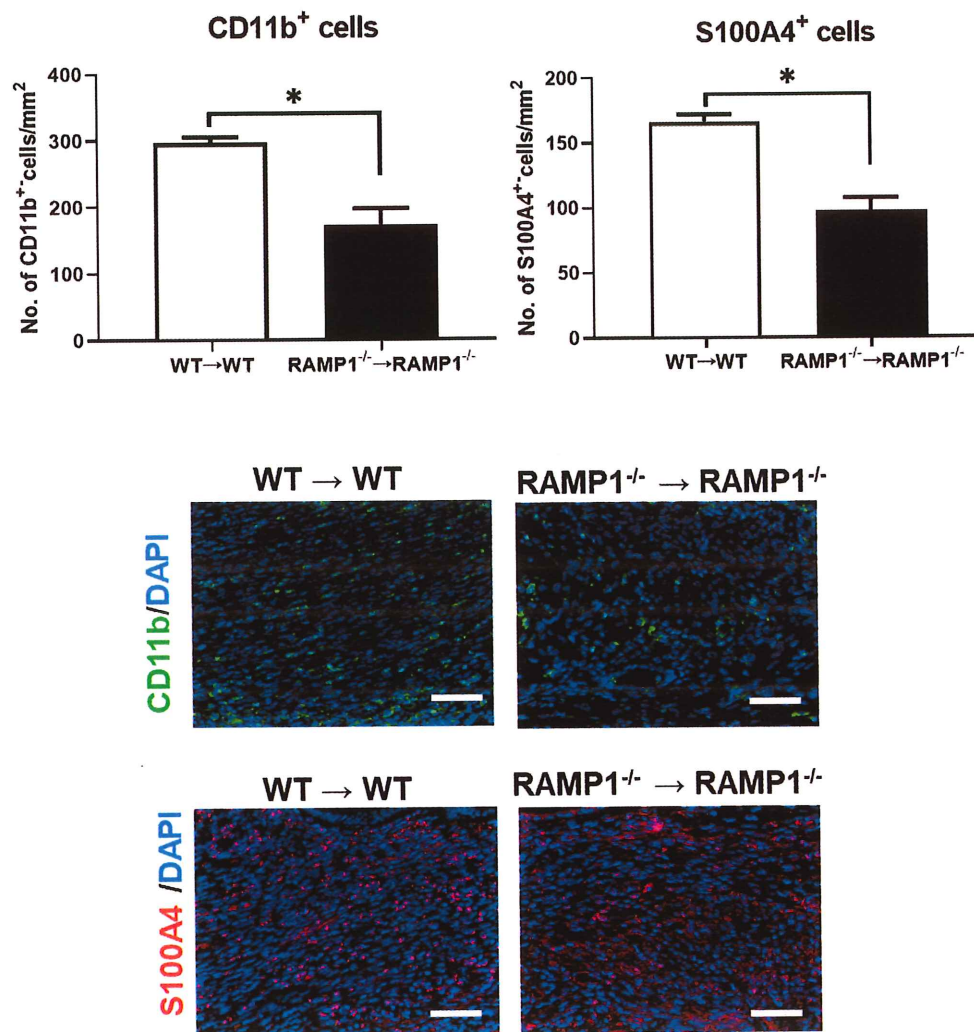 CD11b⁺ cells
No. of CD11b⁺-cells/mm²
400
300
200
100
0
*
WT→WT
RAMP1⁻/⁻→RAMP1⁻/⁻
S100A4⁺ cells
No. of S100A4⁺-cells/mm²
200
150
100
50
0
*
WT→WT
RAMP1⁻/⁻→RAMP1⁻/⁻
WT → WT
RAMP1⁻/⁻ → RAMP1⁻/⁻
CD11b/DAPI
WT → WT
RAMP1⁻/⁻ → RAMP1⁻/⁻
S100A4 /DAPI